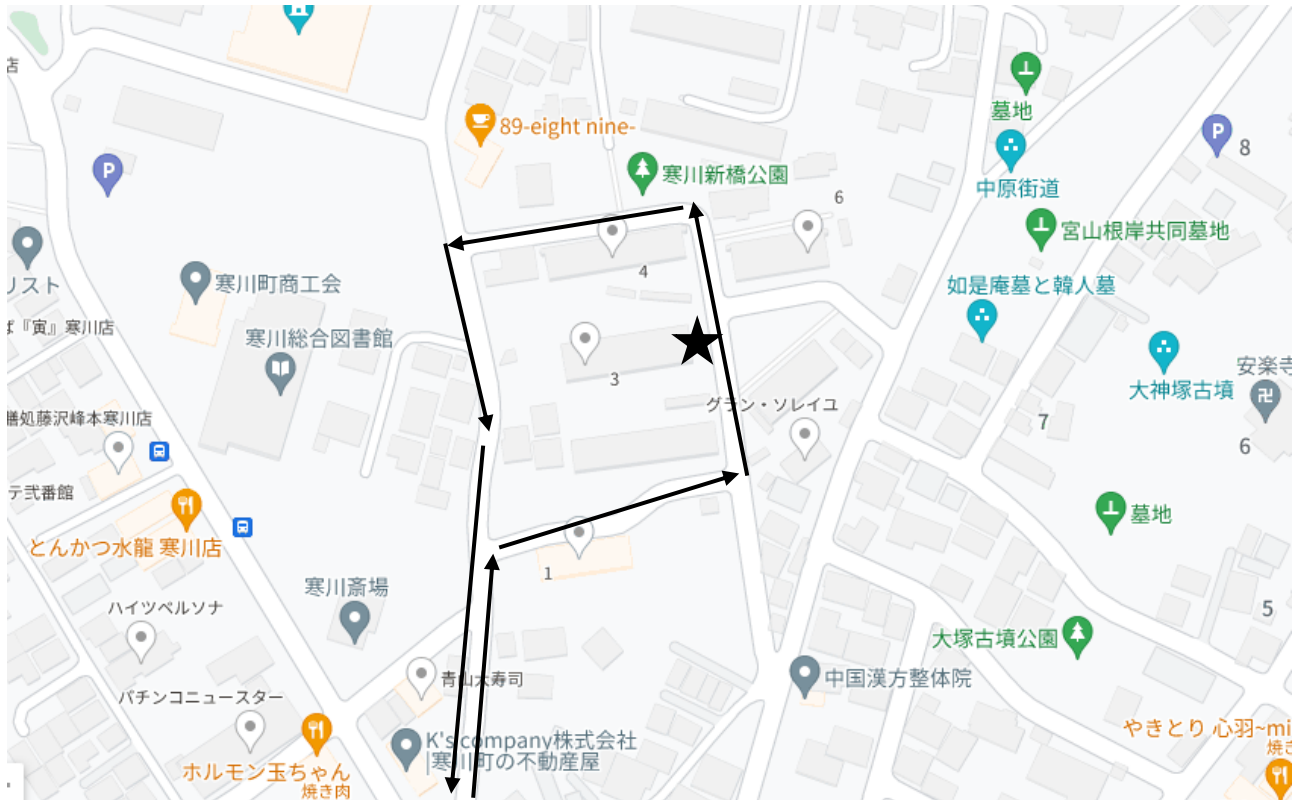 店
89-eight nine-
墓地
P
8
P
寒川新橋公園
中原街道
6
宮山根岸共同墓地
リスト
寒川町商工会
4
如是庵墓と韓人墓
ば『寅』寒川店
寒川総合図書館
安楽寺
3
大神塚古墳
膳処藤沢峰本寒川店
グラン・ソレイユ
7
6
テ弐番館
墓地
とんかつ水龍 寒川店
1
寒川斎場
ハイツベルソナ
5
大塚古墳公園
青山大寿司
中国漢方整体院
パチンコニュースター
やきとり 心羽~mi
焼き
K's company株式会社
|寒川町の不動産屋
ホルモン玉ちゃん
焼き肉